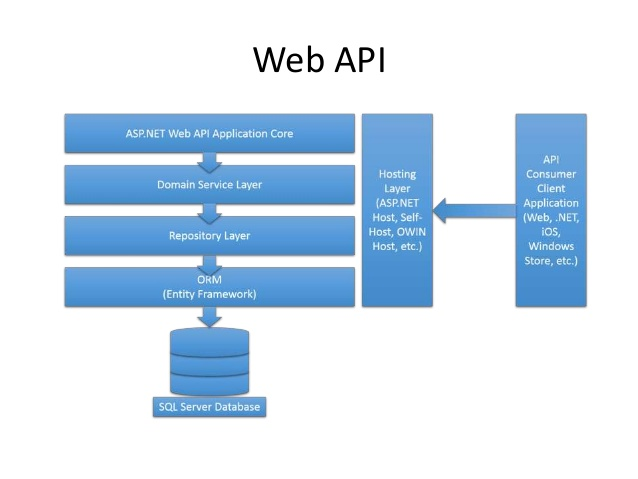 Web API
ASP.NET Web API Application Core
Domain Service Layer
Repository Layer
ORM
(Entity Framework)
SQL Server Database
Hosting
Layer
(ASP.NET
Host, Self-
Host, OWIN
Host, etc.)
API
Consumer
Client
Application
(Web, .NET,
iOS,
Windows
Store, etc.)